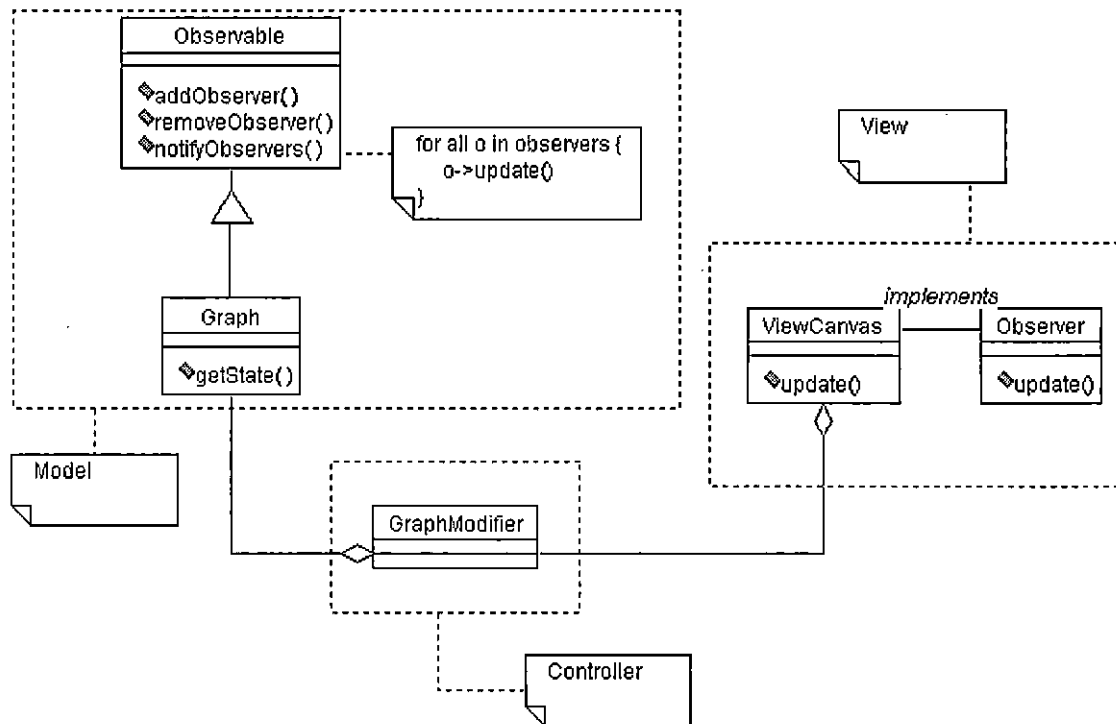 Observable
addObserver()
removeObserver()
notifyObservers()
for all o in observers {
o->update()
}
View
Graph
getState()
implements
ViewCanvas
update()
Observer
update()
Model
GraphModifier
Controller